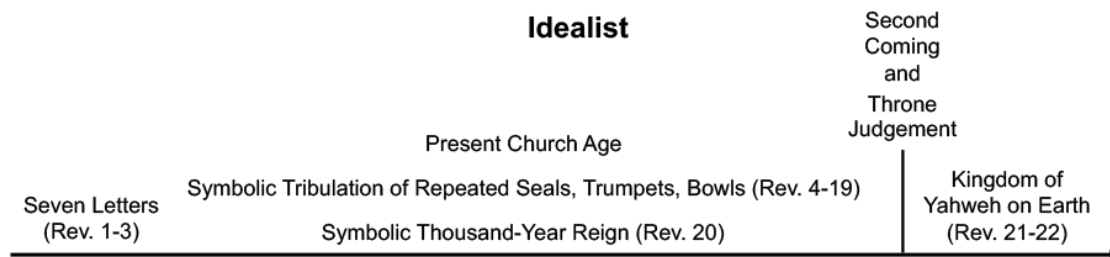 Idealist
Second
Coming
and
Throne
Judgement
Present Church Age
Symbolic Tribulation of Repeated Seals, Trumpets, Bowls (Rev. 4-19)
Symbolic Thousand-Year Reign (Rev. 20)
Seven Letters
(Rev. 1-3)
Kingdom of
Yahweh on Earth
(Rev. 21-22)